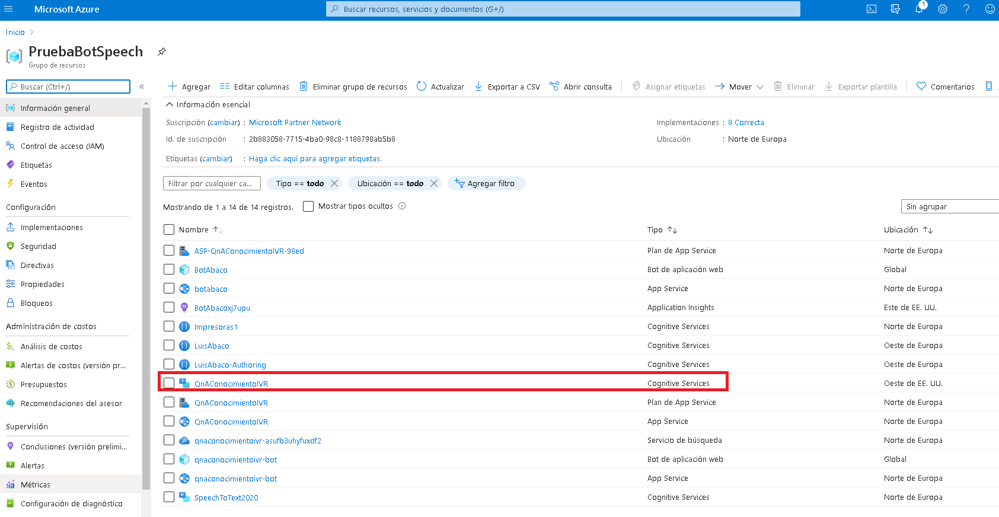 Microsoft Azure
Buscar recursos, servicios y documentos (G+/)
1
Inicio
PruebaBotSpeech
Grupo de recursos
Buscar (Ctrl+/)
Información general
Registro de actividad
Control de acceso (IAM)
Etiquetas
Eventos
Configuración
Implementaciones
Seguridad
Directivas
Propiedades
Bloqueos
Administración de costos
Análisis de costos
Alertas de costos (versión pr...
Presupuestos
Recomendaciones del asesor
Supervisión
Conclusiones (versión prelimi...
Alertas
Métricas
Configuración de diagnóstico
Agregar Editar columnas Eliminar grupo de recursos Actualizar Exportar a CSV Abrir consulta Asignar etiquetas Mover Eliminar Exportar plantilla Comentarios
Información esencial
Suscripción (cambiar) : Microsoft Partner Network Implementaciones : 8 Correcta
Id. de suscripción : 2b883058-7715-4ba0-98c8-1188798ab5b8 Ubicación : Norte de Europa
Etiquetas (cambiar) : Haga clic aquí para agregar etiquetas.
Filtrar por cualquier ca... Tipo == todo Ubicación == todo Agregar filtro
Mostrando de 1 a 14 de 14 registros. Mostrar tipos ocultos Sin agrupar
Nombre Tipo Ubicación
ASP-QnAConocimientoIVR-98ed Plan de App Service Norte de Europa
BotAbaco Bot de aplicación web Global
botabaco App Service Norte de Europa
BotAbacoxj7upu Application Insights Este de EE. UU.
Impresoras1 Cognitive Services Norte de Europa
LuisAbaco Cognitive Services Oeste de Europa
LuisAbaco-Authoring Cognitive Services Oeste de Europa
QnAConocimientoIVR Cognitive Services Oeste de EE. UU.
QnAConocimientoIVR Plan de App Service Norte de Europa
QnAConocimientoIVR App Service Norte de Europa
qnaconocimientoivr-asufb3uhyfuxdf2 Servicio de búsqueda Norte de Europa
qnaconocimientoivr-bot Bot de aplicación web Global
qnaconocimientoivr-bot App Service Norte de Europa
SpeechToText2020 Cognitive Services Norte de Europa